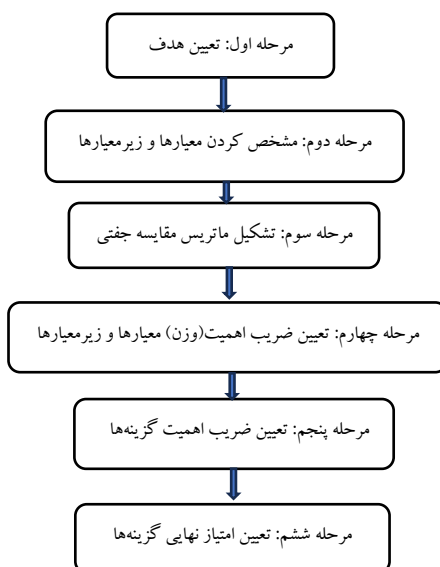 مرحله اول: تعیین هدف
مرحله دوم: مشخص کردن معیارها و زیرمعیارها
مرحله سوم: تشکیل ماتریس مقایسه جفتی
مرحله چهارم: تعیین ضریب اهمیت(وزن) معیارها و زیرمعیارها
مرحله پنجم: تعیین ضریب اهمیت گزینه‌ها
مرحله ششم: تعیین امتیاز نهایی گزینه‌ها